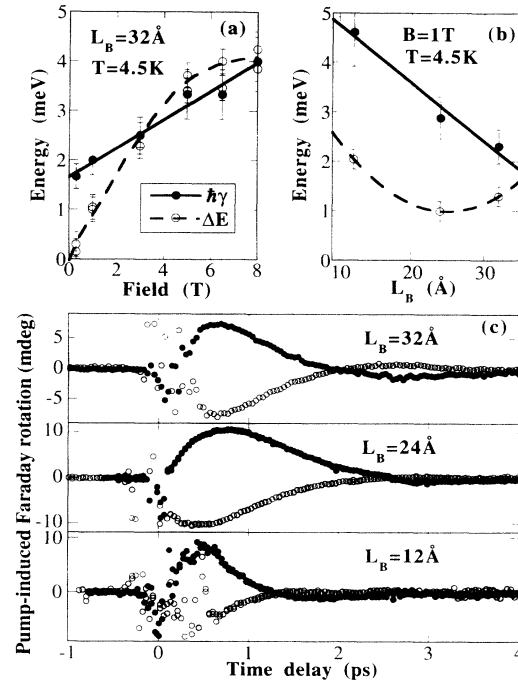 (a)
L_B=32Å
T=4.5K
Energy (meV)
5
4
3
2
1
0
ħγ
ΔE
0 2 4 6 8
Field (T)
(b)
B=1T
T=4.5K
Energy (meV)
5
4
3
2
1
0
10 20 30
L_B (Å)
(c)
Pump-induced Faraday rotation (mdeg)
L_B=32Å
5
0
-5
L_B=24Å
10
0
-10
L_B=12Å
10
0
-1 0 1 2 3 4
Time delay (ps)